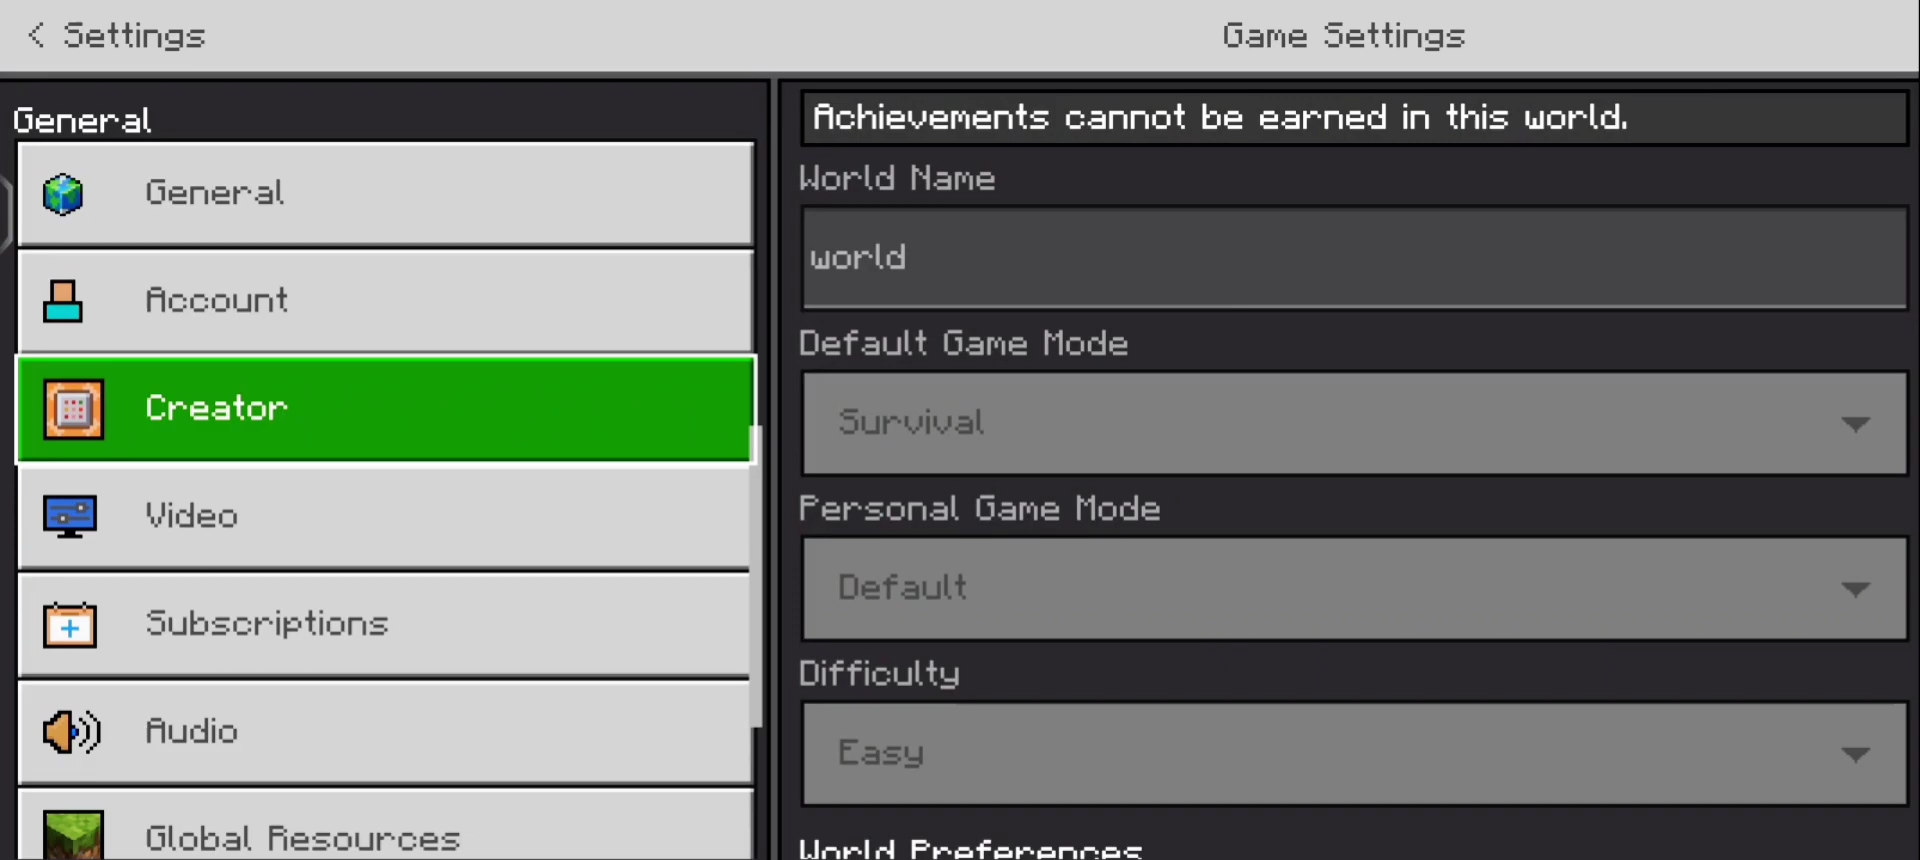 < Settings
Game Settings
General
General
Account
Creator
Video
Subscriptions
Audio
Global Resources
Achievements cannot be earned in this world.
World Name
world
Default Game Mode
Survival
Personal Game Mode
Default
Difficulty
Easy
World Preferences